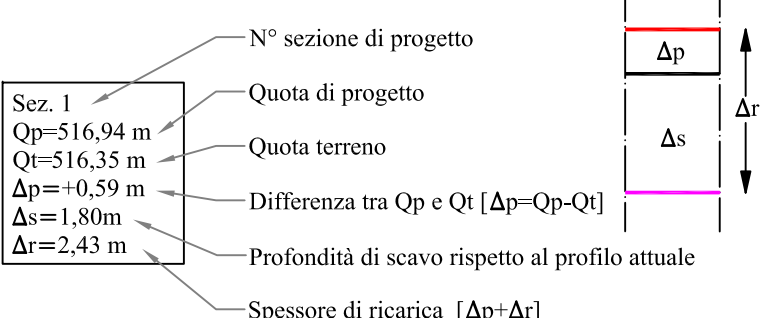 N° sezione di progetto
Sez. 1
Qp=516,94 m
Qt=516,35 m
Δp=+0,59 m
Δs=1,80m
Δr=2,43 m
Quota di progetto
Quota terreno
Differenza tra Qp e Qt [Δp=Qp-Qt]
Profondità di scavo rispetto al profilo attuale
Spessore di ricarica [Δp+Δr]
Δp
Δs
Δr